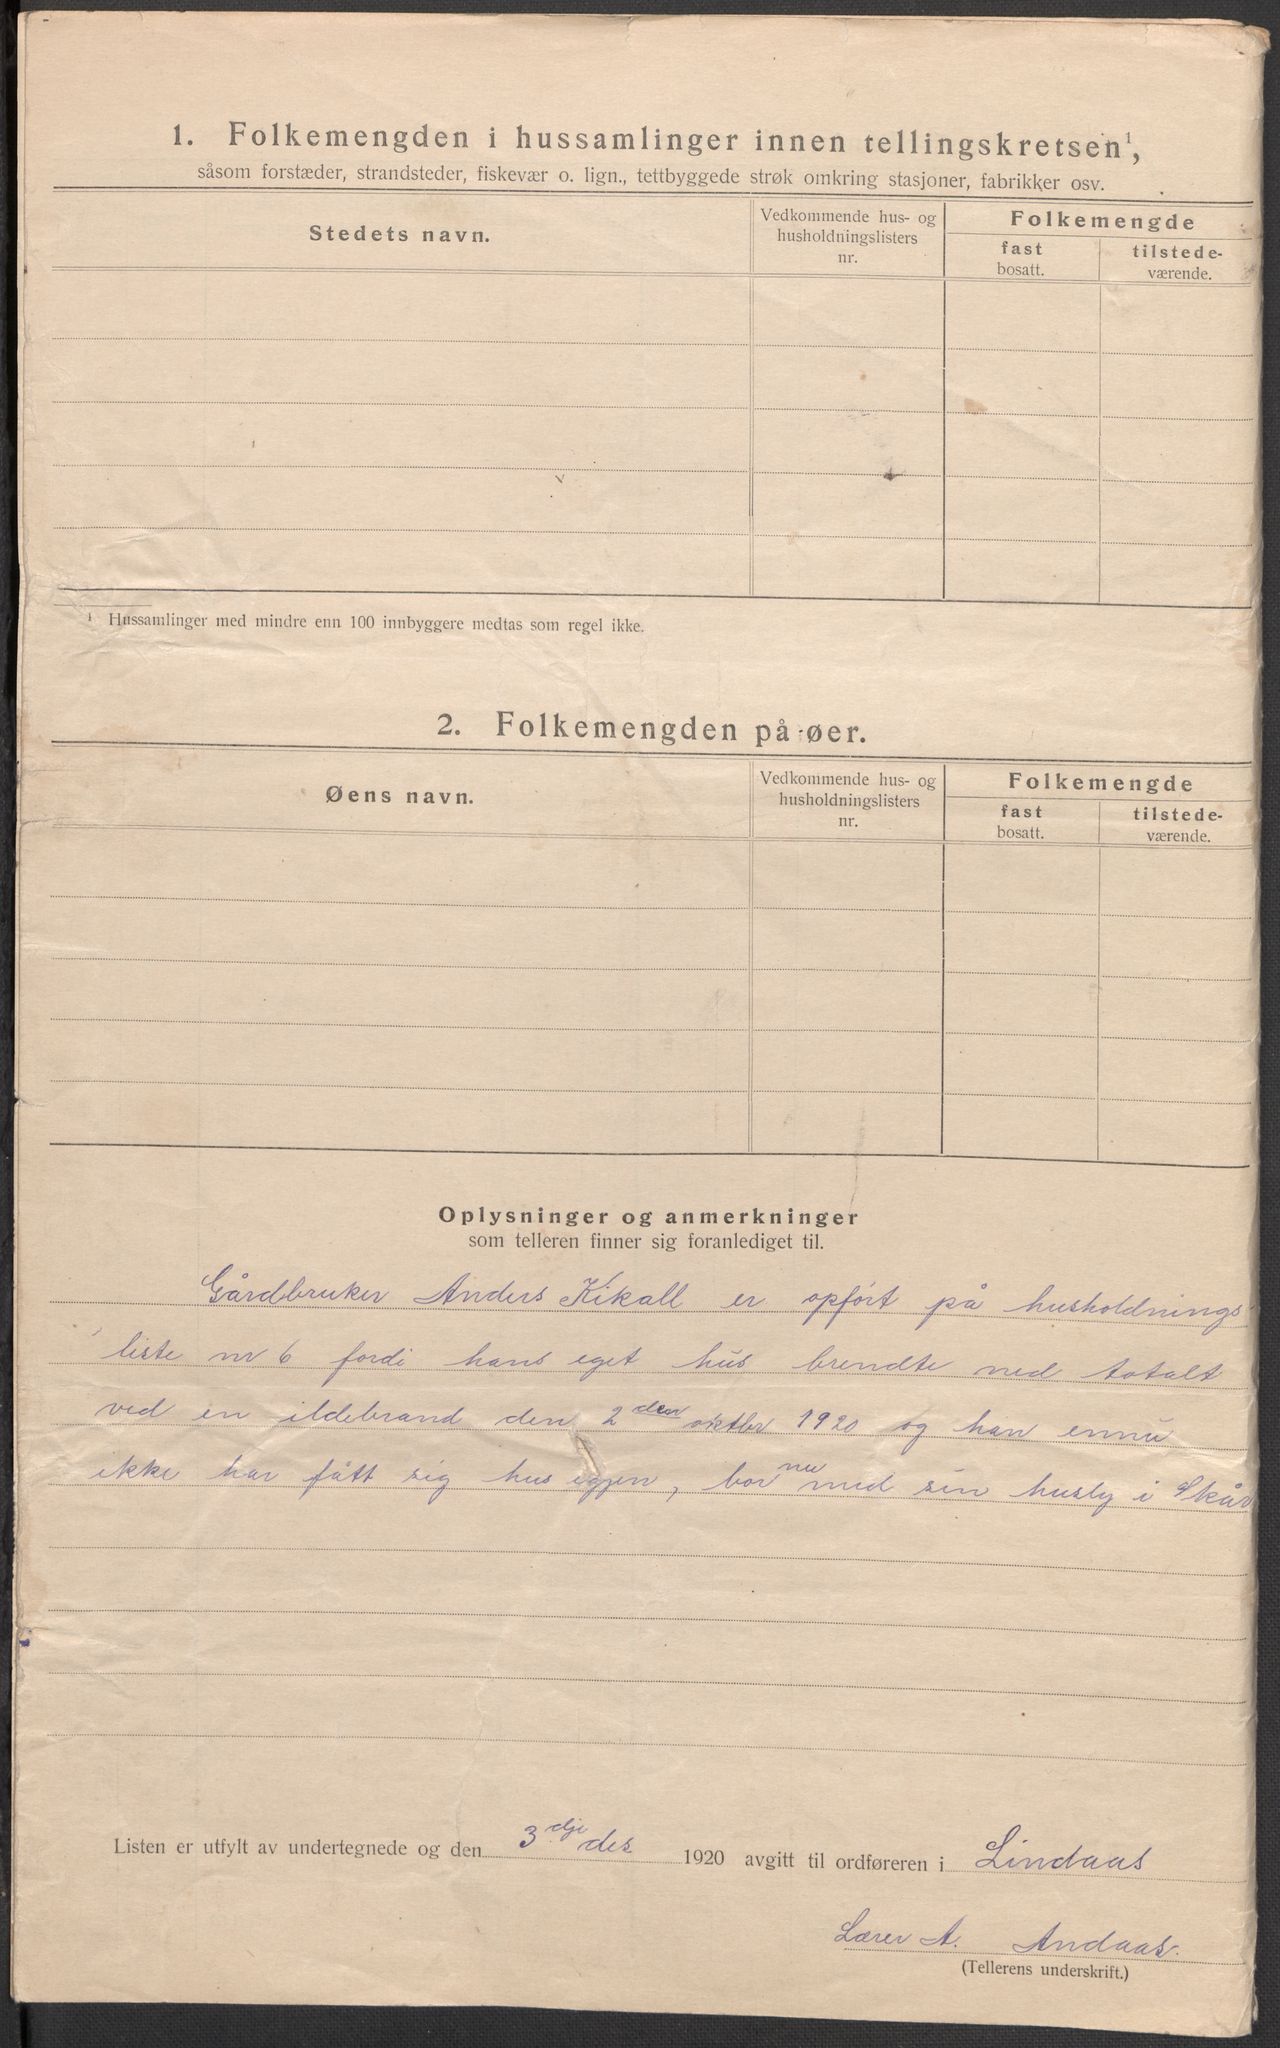 1. Folkemengden i hussamlinger innen tellingskretsen¹,
såsom forstæder, strandsteder, fiskevær o. lign., tettbyggede strøk omkring stasjoner, fabrikker osv.
Stedets navn.
Vedkommende hus- og
husholdningslisters
nr.
Folkemengde
fast
bosatt.
tilstede-
værende.
¹ Hussamlinger med mindre enn 100 innbyggere medtas som regel ikke.
2. Folkemengden på øer.
Øens navn.
Vedkommende hus- og
husholdningslisters
nr.
Folkemengde
fast
bosatt.
tilstede-
værende.
Oplysninger og anmerkninger
som telleren finner sig foranlediget til.
Gårdbruker Anders Kikall er opført på husholdnings
liste nr 6 fordi hans eget hus brendte ned totalt
ved en ildebrand den 2den oktbr 1920 og han ennu
ikke har fått sig hus igjen, bor nu med sin husly i Skår
Listen er utfylt av undertegnede og den 3dje des 1920 avgitt til ordføreren i Lindaas
Lærer A. Andaas.
(Tellerens underskrift.)